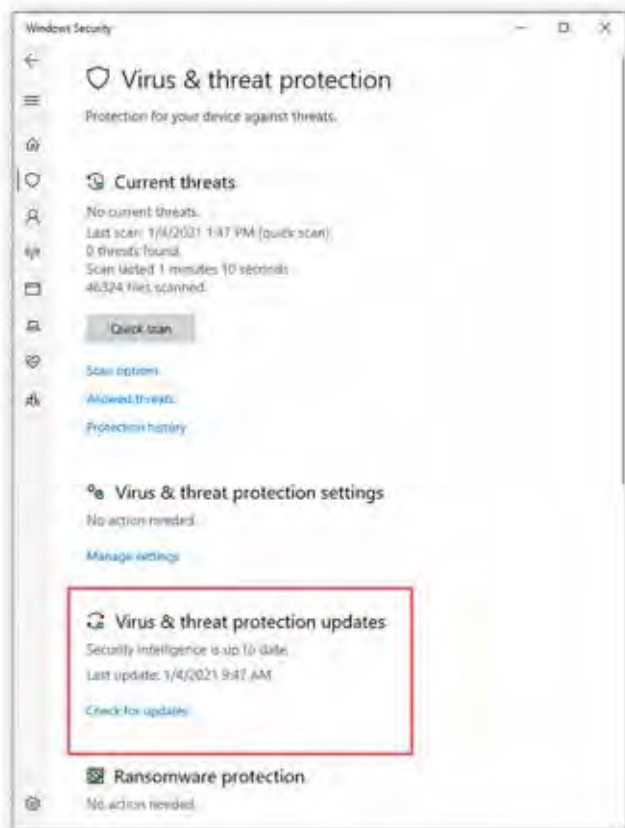 Windows Security
Virus & threat protection
Protection for your device against threats.
Current threats
No current threats.
Last scan: 1/4/2021 1:47 PM (quick scan)
0 threats found.
Scan lasted 1 minutes 10 seconds
46324 files scanned.
Quick scan
Scan options
Allowed threats
Protection history
Virus & threat protection settings
No action needed.
Manage settings
Virus & threat protection updates
Security intelligence is up to date.
Last update: 1/4/2021 9:47 AM
Check for updates
Ransomware protection
No action needed.